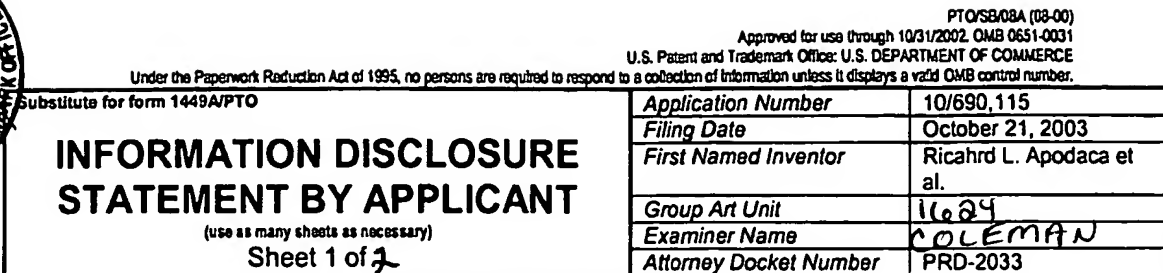 PTO/SB/08A (08-00)
Approved for use through 10/31/2002. OMB 0651-0031
U.S. Patent and Trademark Office: U.S. DEPARTMENT OF COMMERCE
Under the Paperwork Reduction Act of 1995, no persons are required to respond to a collection of information unless it displays a valid OMB control number.
Substitute for form 1449A/PTO
INFORMATION DISCLOSURE
STATEMENT BY APPLICANT
(use as many sheets as necessary)
Sheet 1 of 2
Application Number 10/690,115
Filing Date October 21, 2003
First Named Inventor Ricahrd L. Apodaca et
al.
Group Art Unit 1624
Examiner Name COLEMAN
Attorney Docket Number PRD-2033